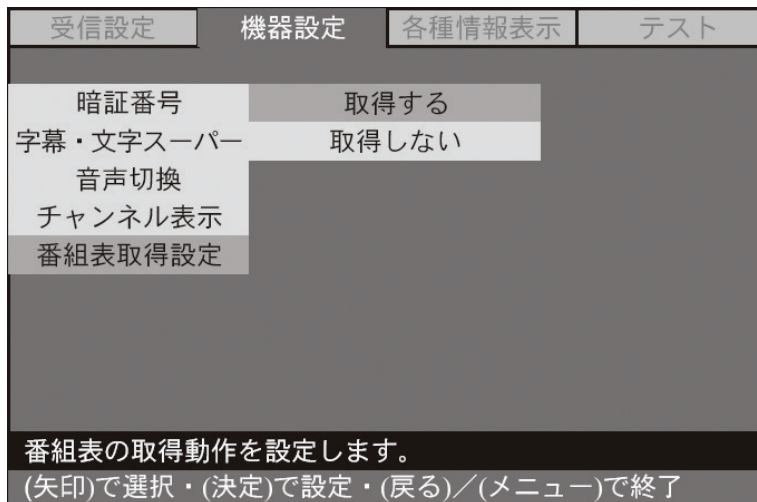 受信設定 機器設定 各種情報表示 テスト
暗証番号 取得する
字幕・文字スーパー 取得しない
音声切換
チャンネル表示
番組表取得設定
番組表の取得動作を設定します。
(矢印)で選択・(決定)で設定・(戻る)／(メニュー)で終了